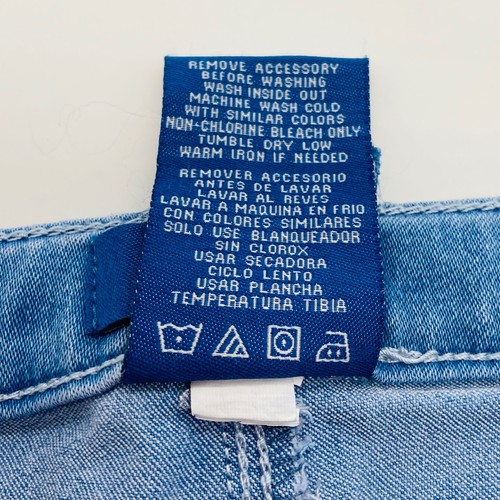 REMOVE ACCESSORY
BEFORE WASHING
WASH INSIDE OUT
MACHINE WASH COLD
WITH SIMILAR COLORS
NON-CHLORINE BLEACH ONLY
TUMBLE DRY LOW
WARM IRON IF NEEDED
REMOVER ACCESORIO
ANTES DE LAVAR
LAVAR AL REVES
LAVAR A MAQUINA EN FRIO
CON COLORES SIMILARES
SOLO USE BLANQUEADOR
SIN CLOROX
USAR SECADORA
CICLO LENTO
USAR PLANCHA
TEMPERATURA TIBIA